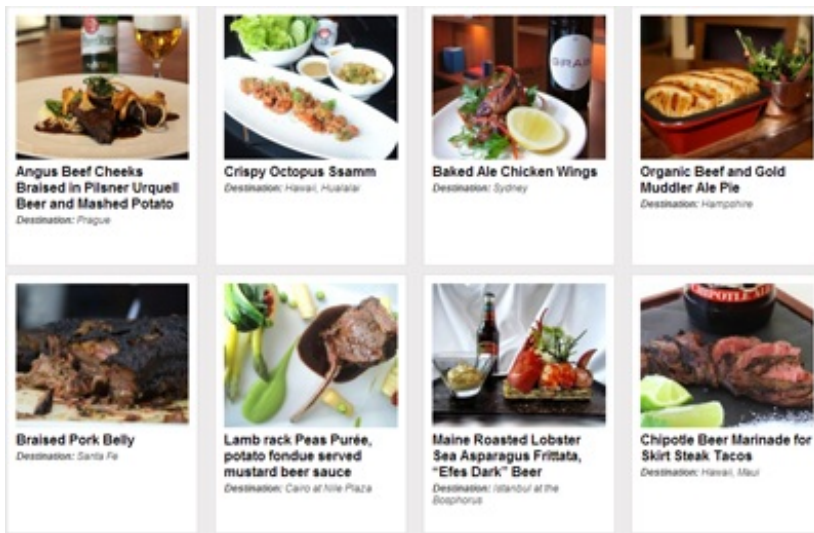 Angus Beef Cheeks
Braised in Pilsner Urquell
Beer and Mashed Potato
Destination: Prague
Crispy Octopus Ssamm
Destination: Hawaii, Hualalai
GRAB
Baked Ale Chicken Wings
Destination: Sydney
Organic Beef and Gold
Muddler Ale Pie
Destination: Hampshire
Braised Pork Belly
Destination: Santa Fe
Lamb rack Peas Purée,
potato fondue served
mustard beer sauce
Destination: Cairo at Nile Plaza
Maine Roasted Lobster
Sea Asparagus Frittata,
“Efes Dark” Beer
Destination: Istanbul at the
Bosphorus
CHIPOTLE ALE
Chipotle Beer Marinade for
Skirt Steak Tacos
Destination: Hawaii, Maui